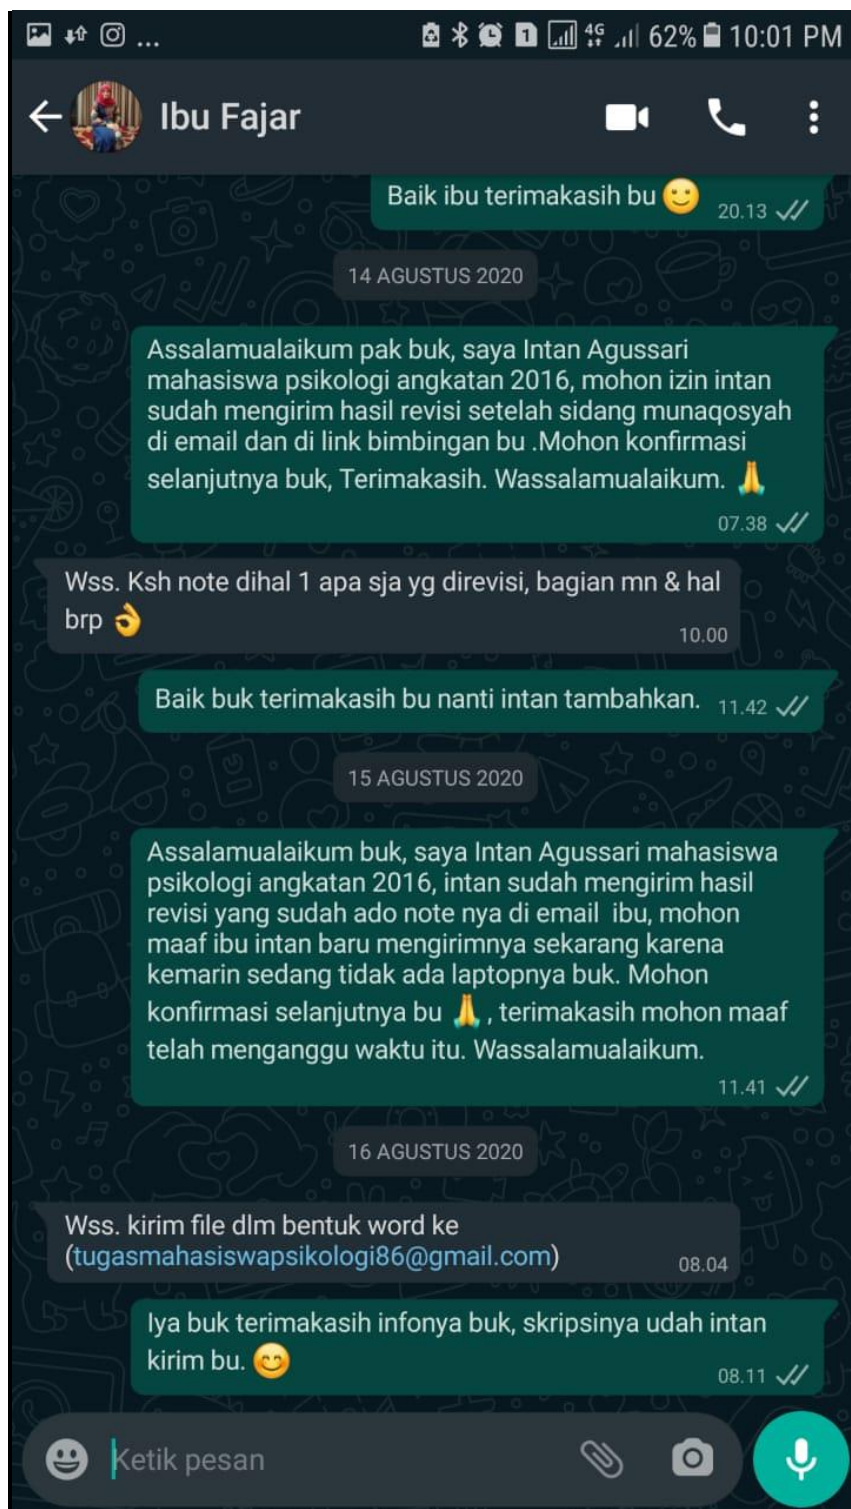 ... 1 4G 62% 10:01 PM
Ibu Fajar
Baik ibu terimakasih bu 🙂 20.13
14 AGUSTUS 2020
Assalamualaikum pak buk, saya Intan Agussari
mahasiswa psikologi angkatan 2016, mohon izin intan
sudah mengirim hasil revisi setelah sidang munaqosyah
di email dan di link bimbingan bu .Mohon konfirmasi
selanjutnya buk, Terimakasih. Wassalamualaikum. 🙏
07.38
Wss. Ksh note dihal 1 apa sja yg direvisi, bagian mn & hal
brp 👌
10.00
Baik buk terimakasih bu nanti intan tambahkan. 11.42
15 AGUSTUS 2020
Assalamualaikum buk, saya Intan Agussari mahasiswa
psikologi angkatan 2016, intan sudah mengirim hasil
revisi yang sudah ado note nya di email  ibu, mohon
maaf ibu intan baru mengirimnya sekarang karena
kemarin sedang tidak ada laptopnya buk. Mohon
konfirmasi selanjutnya bu 🙏 , terimakasih mohon maaf
telah menganggu waktu itu. Wassalamualaikum.
11.41
16 AGUSTUS 2020
Wss. kirim file dlm bentuk word ke
(tugasmahasiswapsikologi86@gmail.com) 08.04
Iya buk terimakasih infonya buk, skripsinya udah intan
kirim bu. 😊
08.11
Ketik pesan